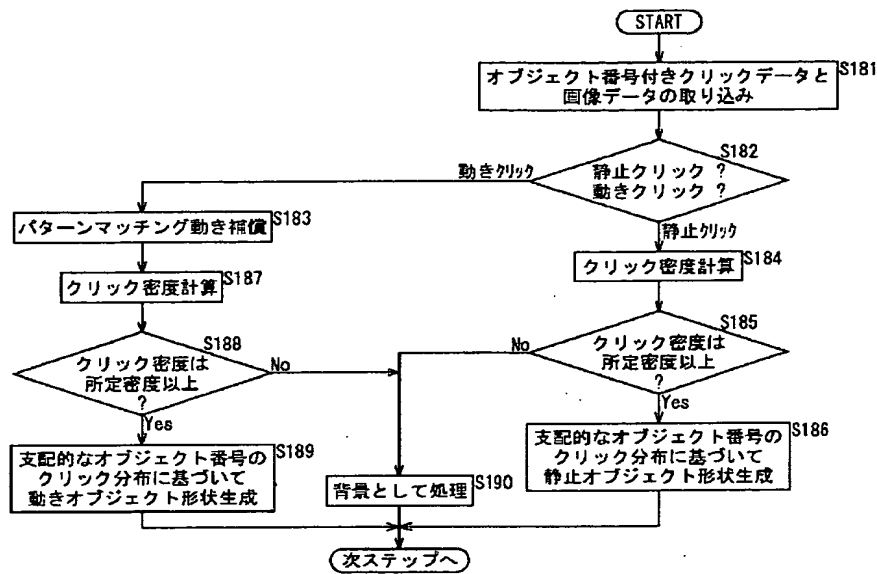 START
オブジェクト番号付きクリックデータと
画像データの取り込み
S181
静止クリック ?
動きクリック ?
S182
動きクリック
静止クリック
パターンマッチング動き補償
S183
クリック密度計算
S184
クリック密度計算
S187
クリック密度は
所定密度以上
?
S185
No
Yes
クリック密度は
所定密度以上
?
S188
No
Yes
支配的なオブジェクト番号の
クリック分布に基づいて
静止オブジェクト形状生成
S186
支配的なオブジェクト番号の
クリック分布に基づいて
動きオブジェクト形状生成
S189
背景として処理
S190
次ステップへ